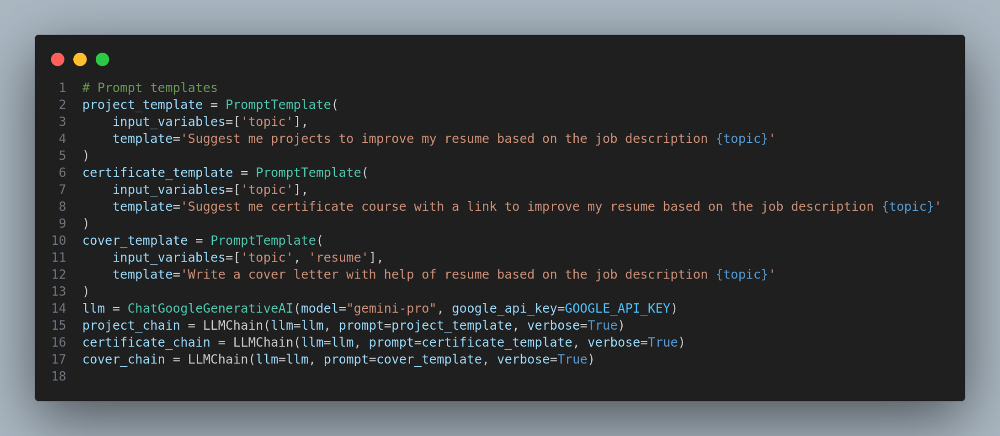 1 # Prompt templates
2 project_template = PromptTemplate(
3     input_variables=['topic'],
4     template='Suggest me projects to improve my resume based on the job description {topic}'
5 )
6 certificate_template = PromptTemplate(
7     input_variables=['topic'],
8     template='Suggest me certificate course with a link to improve my resume based on the job description {topic}'
9 )
10 cover_template = PromptTemplate(
11     input_variables=['topic', 'resume'],
12     template='Write a cover letter with help of resume based on the job description {topic}'
13 )
14 llm = ChatGoogleGenerativeAI(model="gemini-pro", google_api_key=GOOGLE_API_KEY)
15 project_chain = LLMChain(llm=llm, prompt=project_template, verbose=True)
16 certificate_chain = LLMChain(llm=llm, prompt=certificate_template, verbose=True)
17 cover_chain = LLMChain(llm=llm, prompt=cover_template, verbose=True)
18